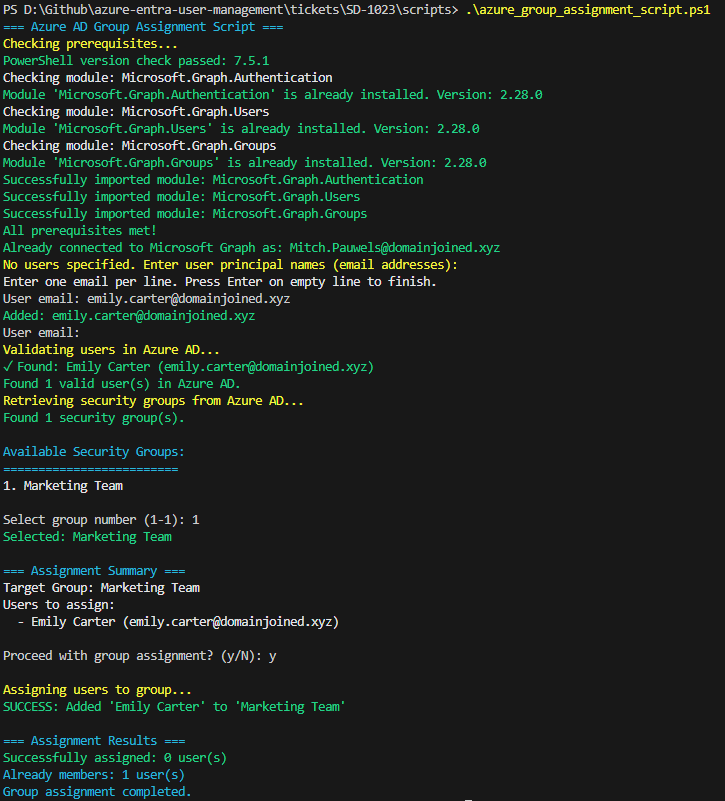 PS D:\Github\azure-entra-user-management\tickets\SD-1023\scripts> .\azure_group_assignment_script.ps1
=== Azure AD Group Assignment Script ===
Checking prerequisites...
PowerShell version check passed: 7.5.1
Checking module: Microsoft.Graph.Authentication
Module 'Microsoft.Graph.Authentication' is already installed. Version: 2.28.0
Checking module: Microsoft.Graph.Users
Module 'Microsoft.Graph.Users' is already installed. Version: 2.28.0
Checking module: Microsoft.Graph.Groups
Module 'Microsoft.Graph.Groups' is already installed. Version: 2.28.0
Successfully imported module: Microsoft.Graph.Authentication
Successfully imported module: Microsoft.Graph.Users
Successfully imported module: Microsoft.Graph.Groups
All prerequisites met!
Already connected to Microsoft Graph as: Mitch.Pauwels@domainjoined.xyz
No users specified. Enter user principal names (email addresses):
Enter one email per line. Press Enter on empty line to finish.
User email: emily.carter@domainjoined.xyz
Added: emily.carter@domainjoined.xyz
User email:
Validating users in Azure AD...
✓ Found: Emily Carter (emily.carter@domainjoined.xyz)
Found 1 valid user(s) in Azure AD.
Retrieving security groups from Azure AD...
Found 1 security group(s).
Available Security Groups:
=========================
1. Marketing Team
Select group number (1-1): 1
Selected: Marketing Team
=== Assignment Summary ===
Target Group: Marketing Team
Users to assign:
  - Emily Carter (emily.carter@domainjoined.xyz)
Proceed with group assignment? (y/N): y
Assigning users to group...
SUCCESS: Added 'Emily Carter' to 'Marketing Team'
=== Assignment Results ===
Successfully assigned: 0 user(s)
Already members: 1 user(s)
Group assignment completed.